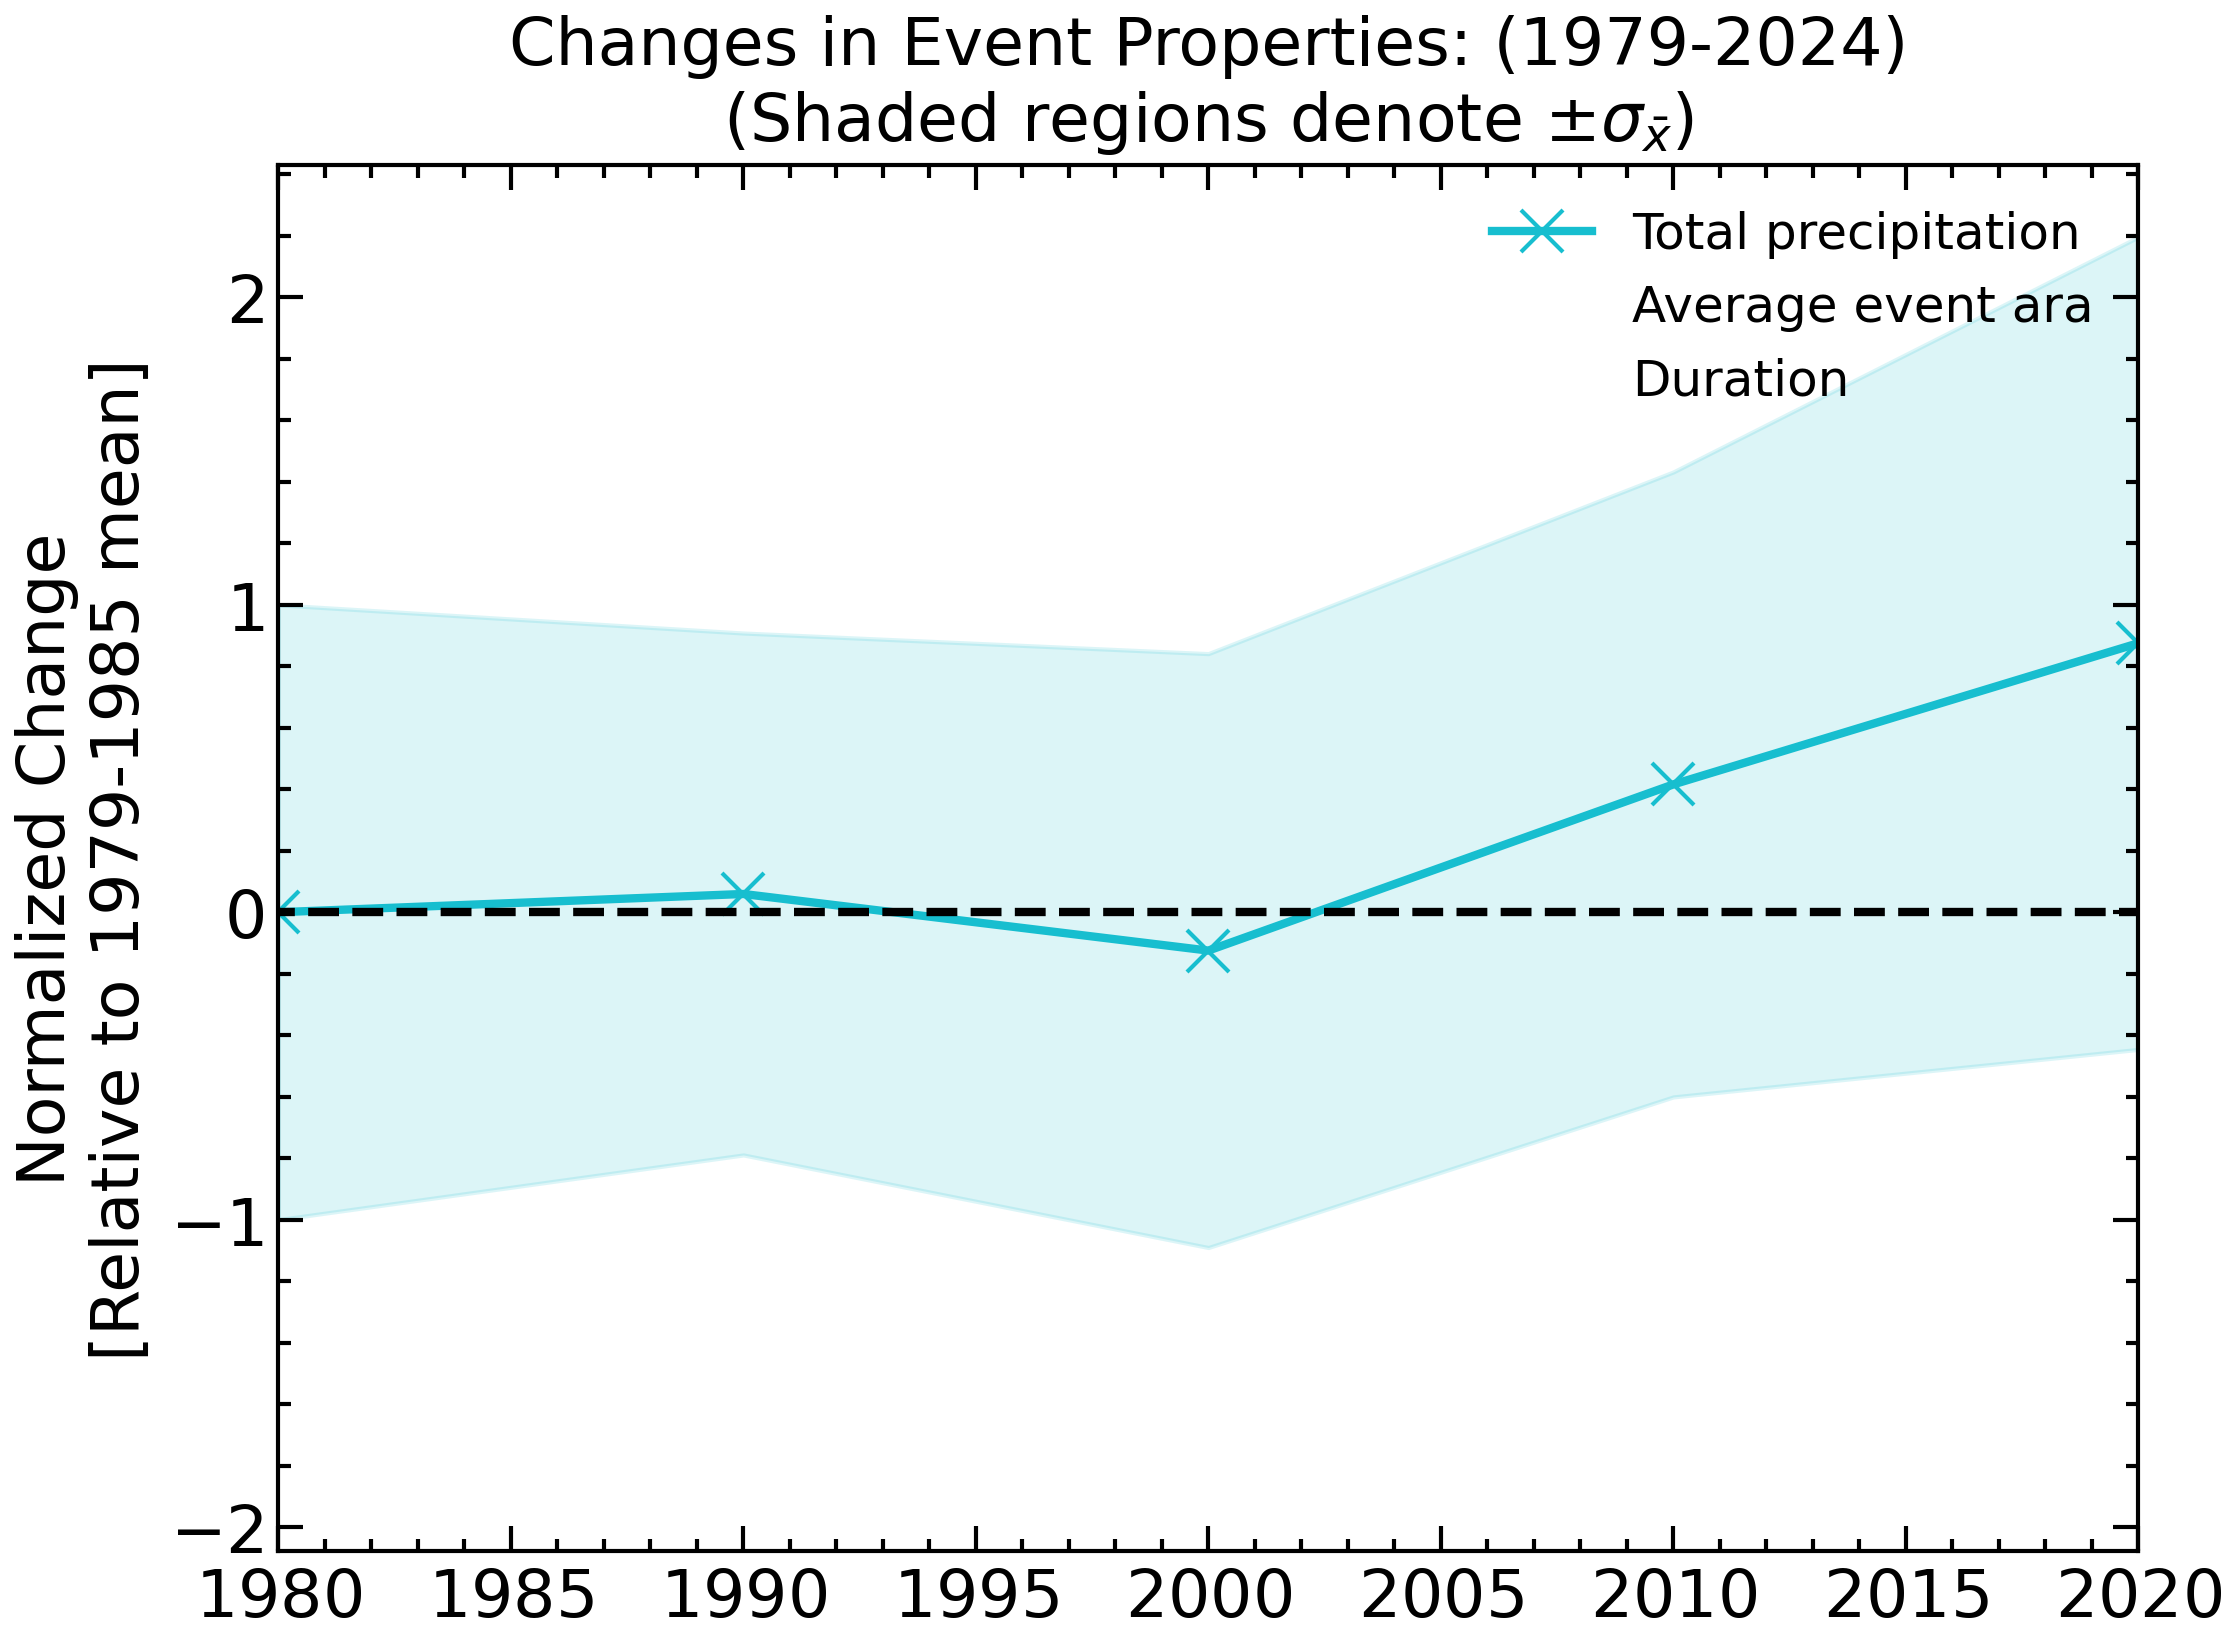 Changes in Event Properties: (1979-2024)
(Shaded regions denote ±σx̄)
Total precipitation
Average event ara
Duration
Normalized Change
[Relative to 1979-1985 mean]
2
1
0
−1
−2
1980 1985 1990 1995 2000 2005 2010 2015 2020